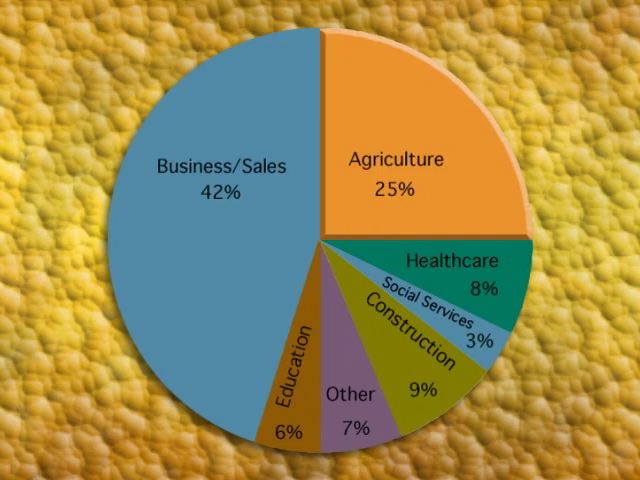 Business/Sales
42%
Agriculture
25%
Healthcare
8%
Social Services
3%
Construction
9%
Other
7%
Education
6%